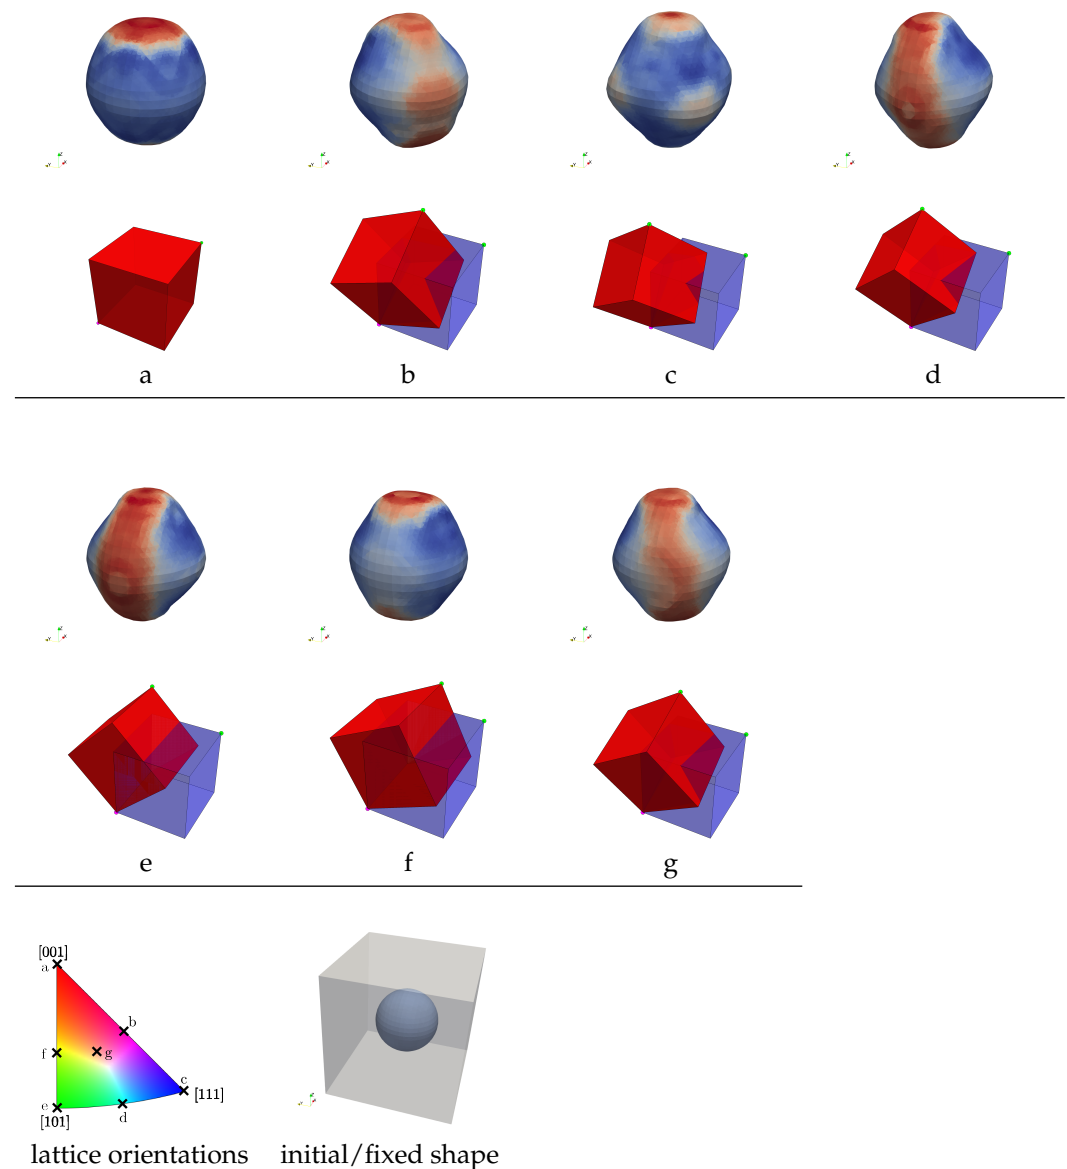 a b c d
e f g
[001]
a
b
f g
c
[111]
e
d
[101]
lattice orientations initial/fixed shape